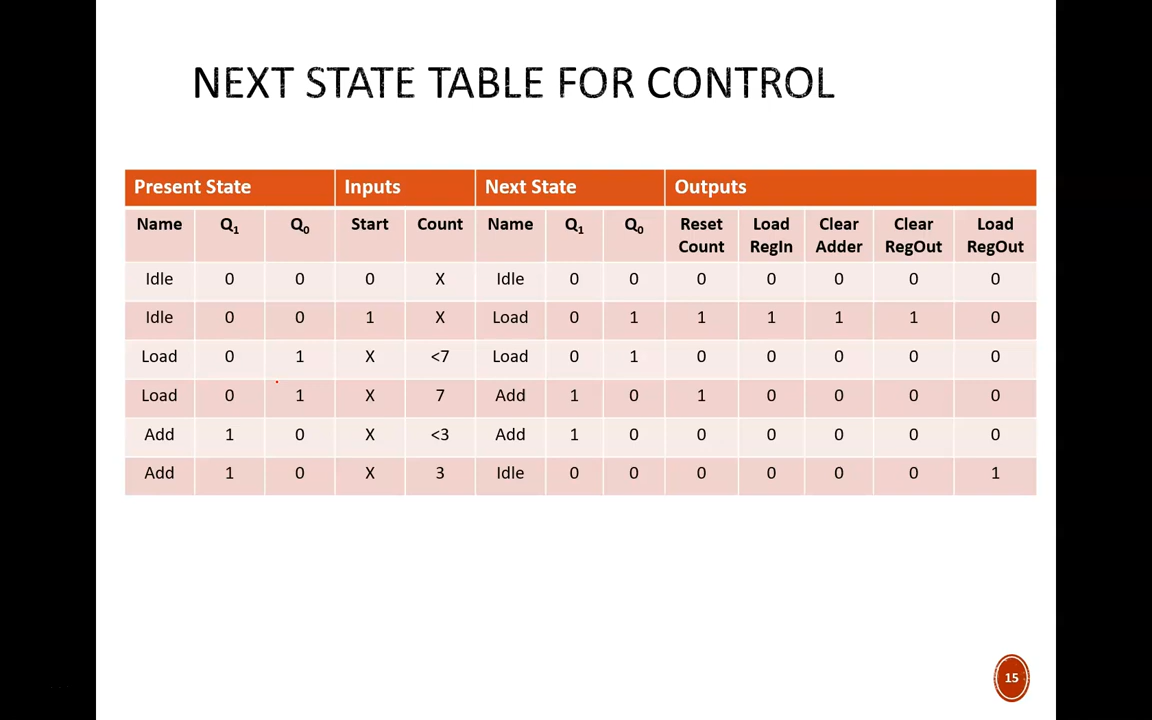 NEXT STATE TABLE FOR CONTROL
Present State Inputs Next State Outputs
Name Q₁ Q₀ Start Count Name Q₁ Q₀ Reset Count Load RegIn Clear Adder Clear RegOut Load RegOut
Idle 0 0 0 X Idle 0 0 0 0 0 0 0
Idle 0 0 1 X Load 0 1 1 1 1 1 0
Load 0 1 X <7 Load 0 1 0 0 0 0 0
Load 0 1 X 7 Add 1 0 1 0 0 0 0
Add 1 0 X <3 Add 1 0 0 0 0 0 0
Add 1 0 X 3 Idle 0 0 0 0 0 0 1
15